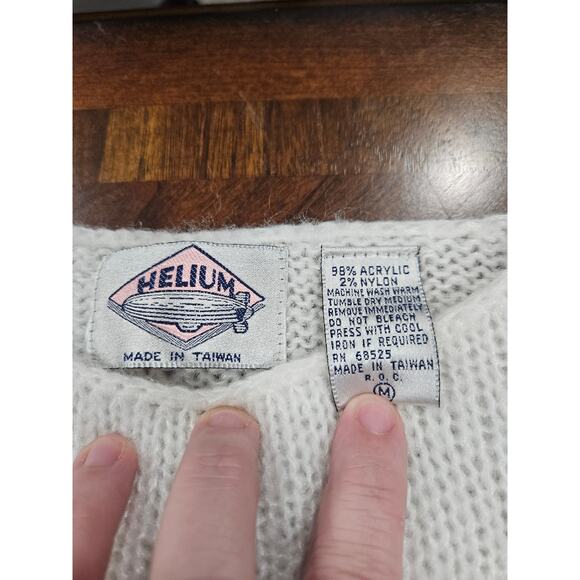 HELIUM
MADE IN TAIWAN
98% ACRYLIC
2% NYLON
MACHINE WASH WARM
TUMBLE DRY MEDIUM
REMOVE IMMEDIATELY
DO NOT BLEACH
PRESS WITH COOL
IRON IF REQUIRED
RN 68525
MADE IN TAIWAN
R.O.C.
M